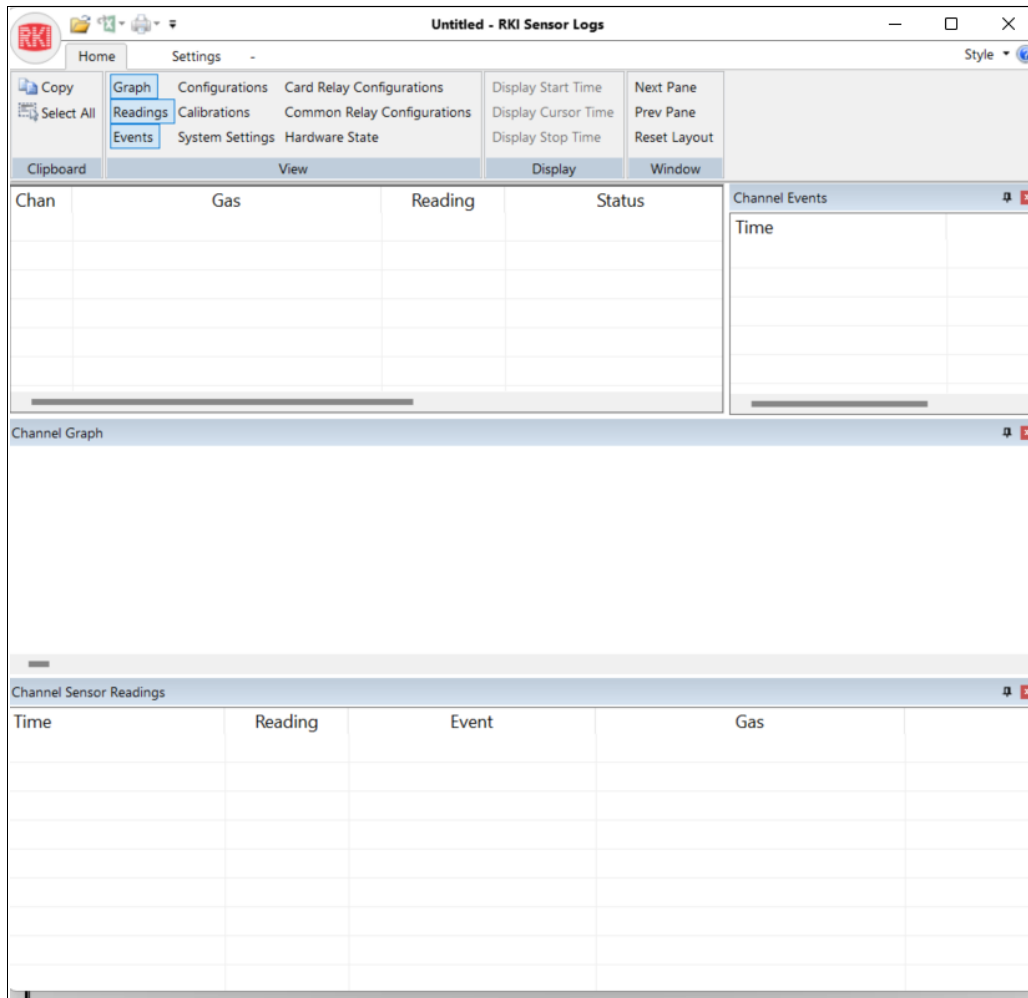 Untitled - RKI Sensor Logs
RKI
Home Settings -
Style
Copy Graph Configurations Card Relay Configurations Display Start Time Next Pane
Select All Readings Calibrations Common Relay Configurations Display Cursor Time Prev Pane
Events System Settings Hardware State Display Stop Time Reset Layout
Clipboard View Display Window
Chan Gas Reading Status
Channel Events
Time
Channel Graph
Channel Sensor Readings
Time Reading Event Gas